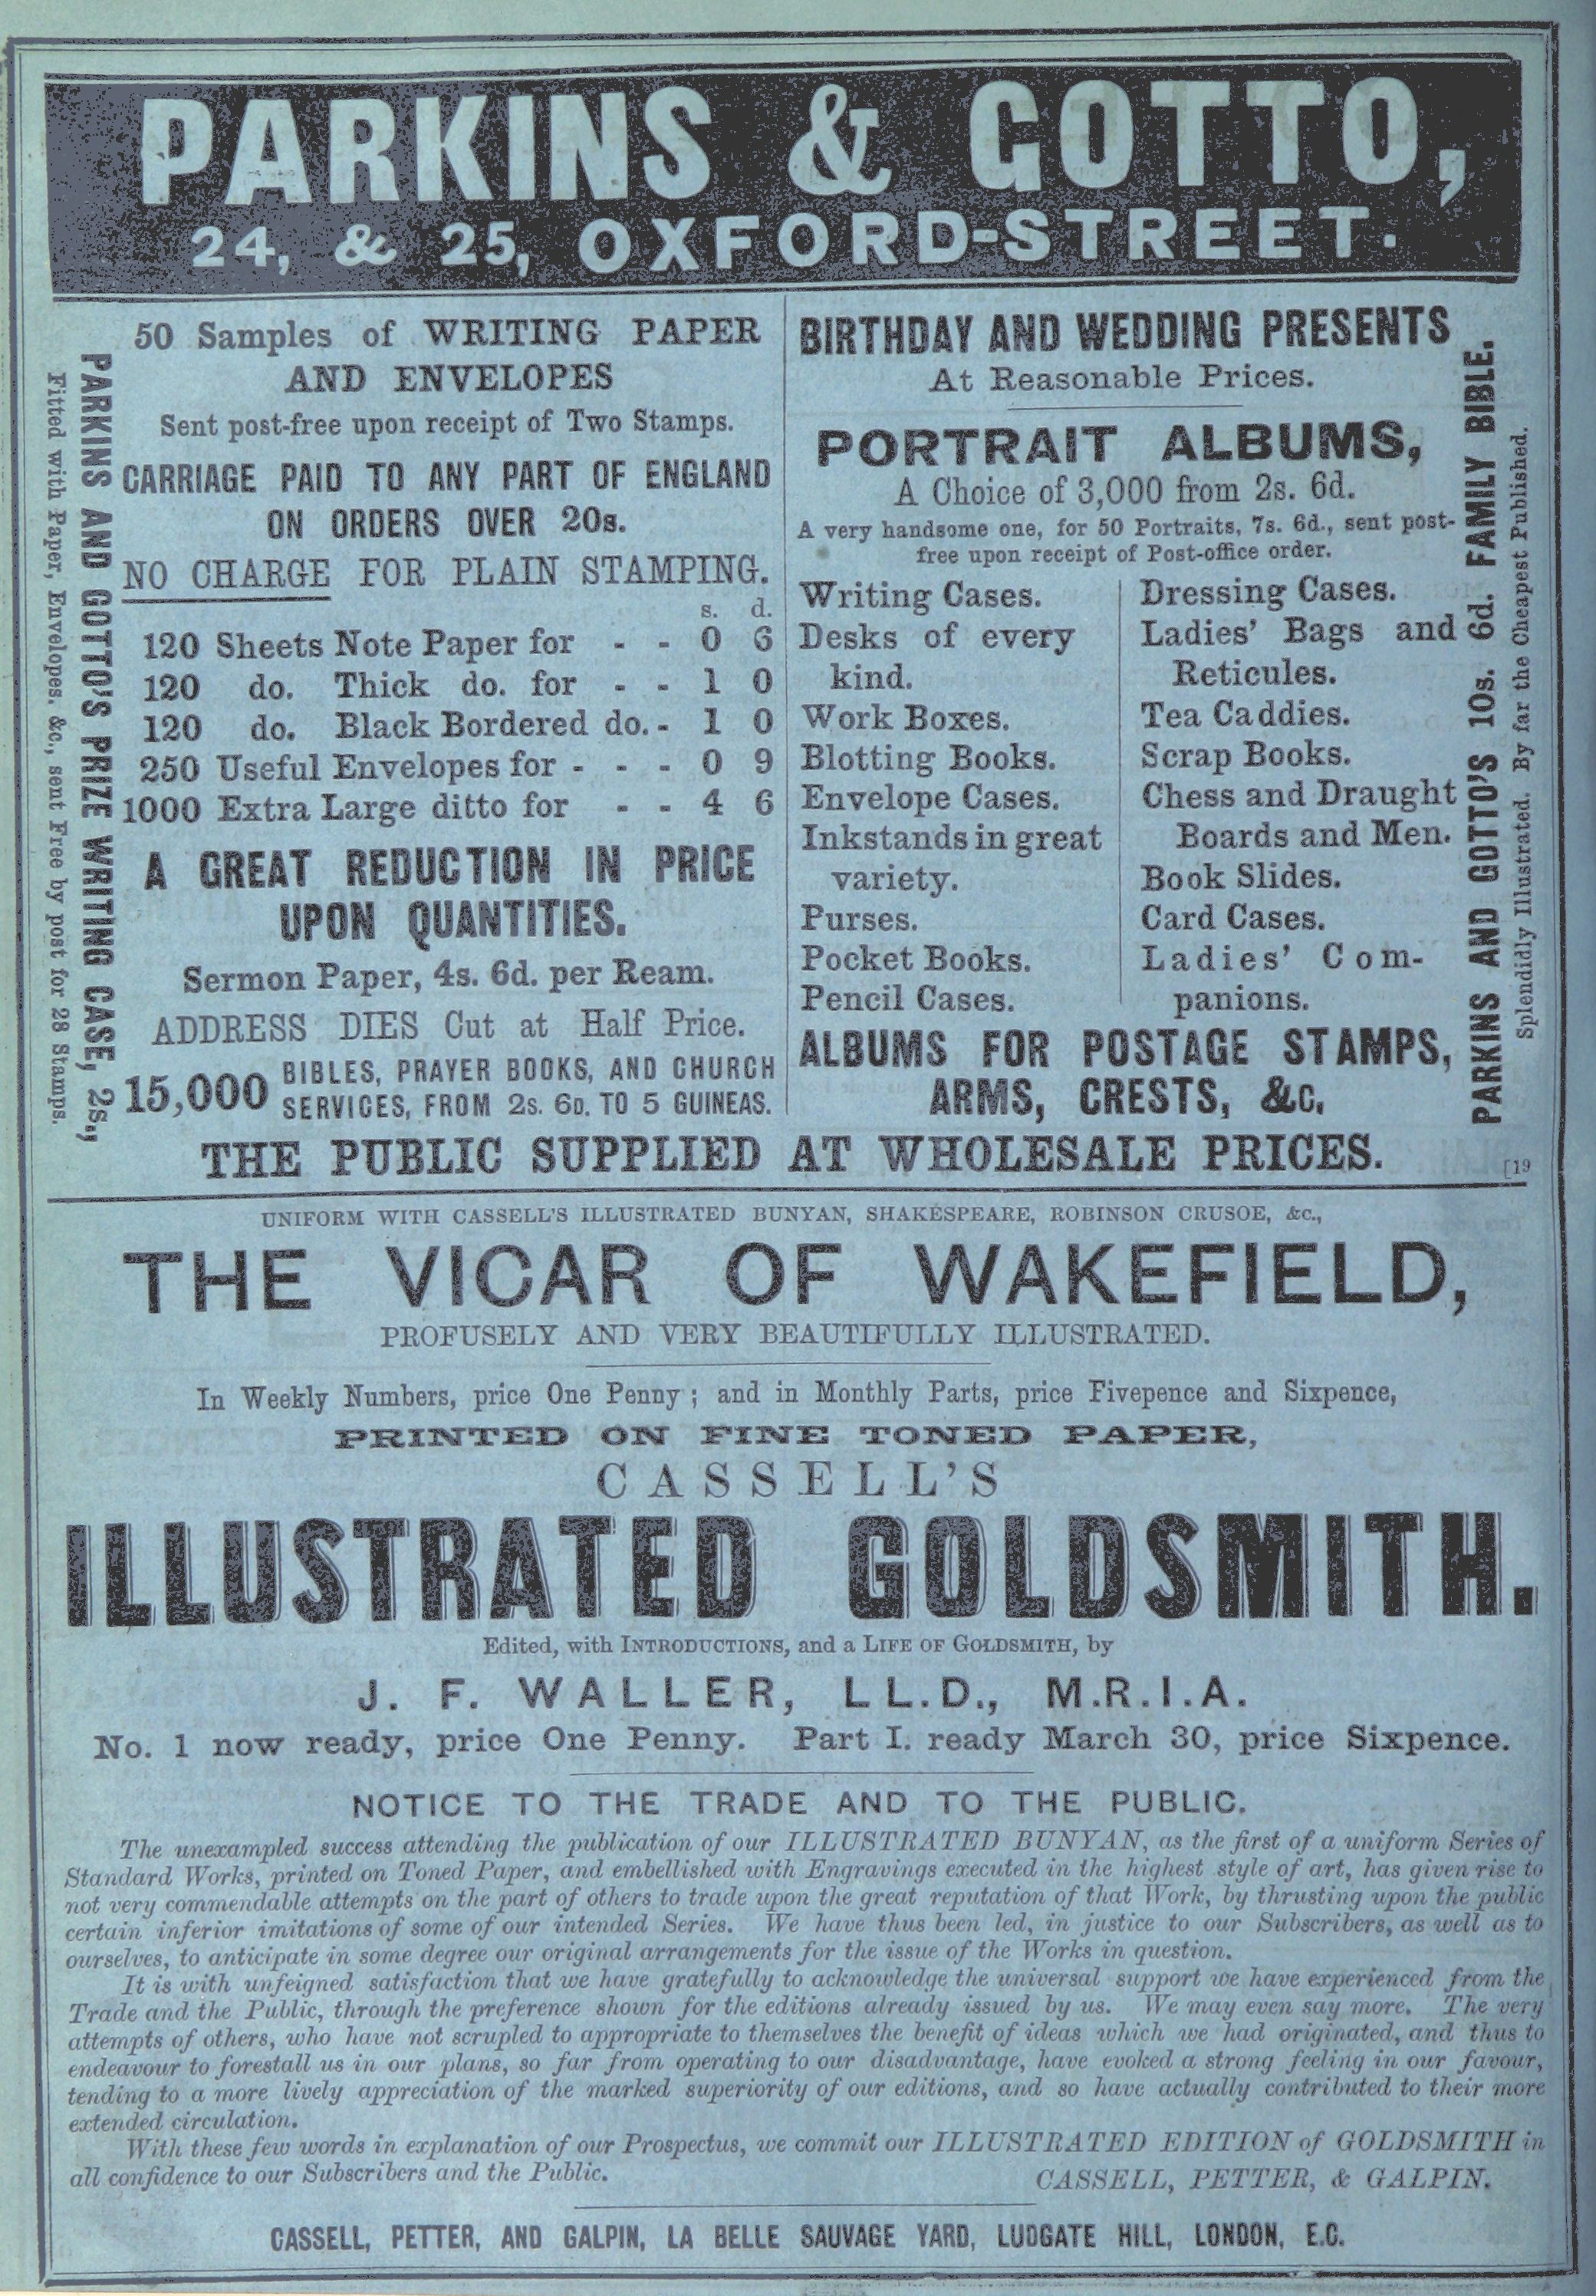 PARKINS & GOTTO,
24, & 25, OXFORD-STREET.
PARKINS AND GOTTO'S PRIZE WRITING CASE, 2s.,
Fitted with Paper, Envelopes, &c., sent Free by post for 28 Stamps.
50 Samples of WRITING PAPER
AND ENVELOPES
Sent post-free upon receipt of Two Stamps.
CARRIAGE PAID TO ANY PART OF ENGLAND
ON ORDERS OVER 20s.
NO CHARGE FOR PLAIN STAMPING.
s. d.
120 Sheets Note Paper for - - 0 6
120 do. Thick do. for - - 1 0
120 do. Black Bordered do. - 1 0
250 Useful Envelopes for - - - 0 9
1000 Extra Large ditto for - - 4 6
A GREAT REDUCTION IN PRICE
UPON QUANTITIES.
Sermon Paper, 4s. 6d. per Ream.
ADDRESS DIES Cut at Half Price.
15,000 BIBLES, PRAYER BOOKS, AND CHURCH
SERVICES, FROM 2s. 6D. TO 5 GUINEAS.
BIRTHDAY AND WEDDING PRESENTS
At Reasonable Prices.
PORTRAIT ALBUMS,
A Choice of 3,000 from 2s. 6d.
A very handsome one, for 50 Portraits, 7s. 6d., sent post-
free upon receipt of Post-office order.
Writing Cases.
Desks of every
kind.
Work Boxes.
Blotting Books.
Envelope Cases.
Inkstands in great
variety.
Purses.
Pocket Books.
Pencil Cases.
Dressing Cases.
Ladies' Bags and
Reticules.
Tea Caddies.
Scrap Books.
Chess and Draught
Boards and Men.
Book Slides.
Card Cases.
Ladies' Com-
panions.
ALBUMS FOR POSTAGE STAMPS,
ARMS, CRESTS, &c.
PARKINS AND GOTTO'S 10s. 6d. FAMILY BIBLE.
Splendidly Illustrated. By far the Cheapest Published.
THE PUBLIC SUPPLIED AT WHOLESALE PRICES.
[19
UNIFORM WITH CASSELL'S ILLUSTRATED BUNYAN, SHAKESPEARE, ROBINSON CRUSOE, &c.,
THE VICAR OF WAKEFIELD,
PROFUSELY AND VERY BEAUTIFULLY ILLUSTRATED.
In Weekly Numbers, price One Penny; and in Monthly Parts, price Fivepence and Sixpence,
PRINTED ON FINE TONED PAPER,
CASSELL'S
ILLUSTRATED GOLDSMITH.
Edited, with INTRODUCTIONS, and a LIFE OF GOLDSMITH, by
J. F. WALLER, LL.D., M.R.I.A.
No. 1 now ready, price One Penny. Part I. ready March 30, price Sixpence.
NOTICE TO THE TRADE AND TO THE PUBLIC.
The unexampled success attending the publication of our ILLUSTRATED BUNYAN, as the first of a uniform Series of
Standard Works, printed on Toned Paper, and embellished with Engravings executed in the highest style of art, has given rise to
not very commendable attempts on the part of others to trade upon the great reputation of that Work, by thrusting upon the public
certain inferior imitations of some of our intended Series. We have thus been led, in justice to our Subscribers, as well as to
ourselves, to anticipate in some degree our original arrangements for the issue of the Works in question.
It is with unfeigned satisfaction that we have gratefully to acknowledge the universal support we have experienced from the
Trade and the Public, through the preference shown for the editions already issued by us. We may even say more. The very
attempts of others, who have not scrupled to appropriate to themselves the benefit of ideas which we had originated, and thus to
endeavour to forestall us in our plans, so far from operating to our disadvantage, have evoked a strong feeling in our favour,
tending to a more lively appreciation of the marked superiority of our editions, and so have actually contributed to their more
extended circulation.
With these few words in explanation of our Prospectus, we commit our ILLUSTRATED EDITION of GOLDSMITH in
all confidence to our Subscribers and the Public.
CASSELL, PETTER, & GALPIN.
CASSELL, PETTER, AND GALPIN, LA BELLE SAUVAGE YARD, LUDGATE HILL, LONDON, E.C.